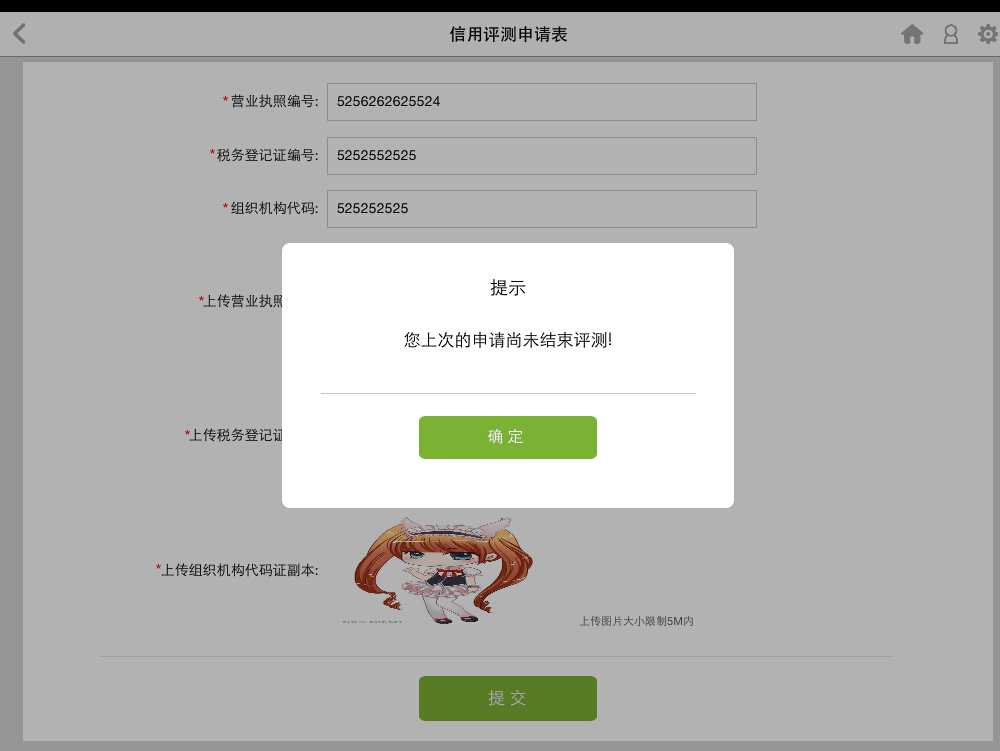 信用评测申请表
*营业执照编号: 5256262625524
*税务登记证编号: 5252552525
*组织机构代码: 525252525
提示
*上传营业执照
您上次的申请尚未结束评测!
确 定
*上传税务登记证
*上传组织机构代码证副本:
上传图片大小限制5M内
提 交